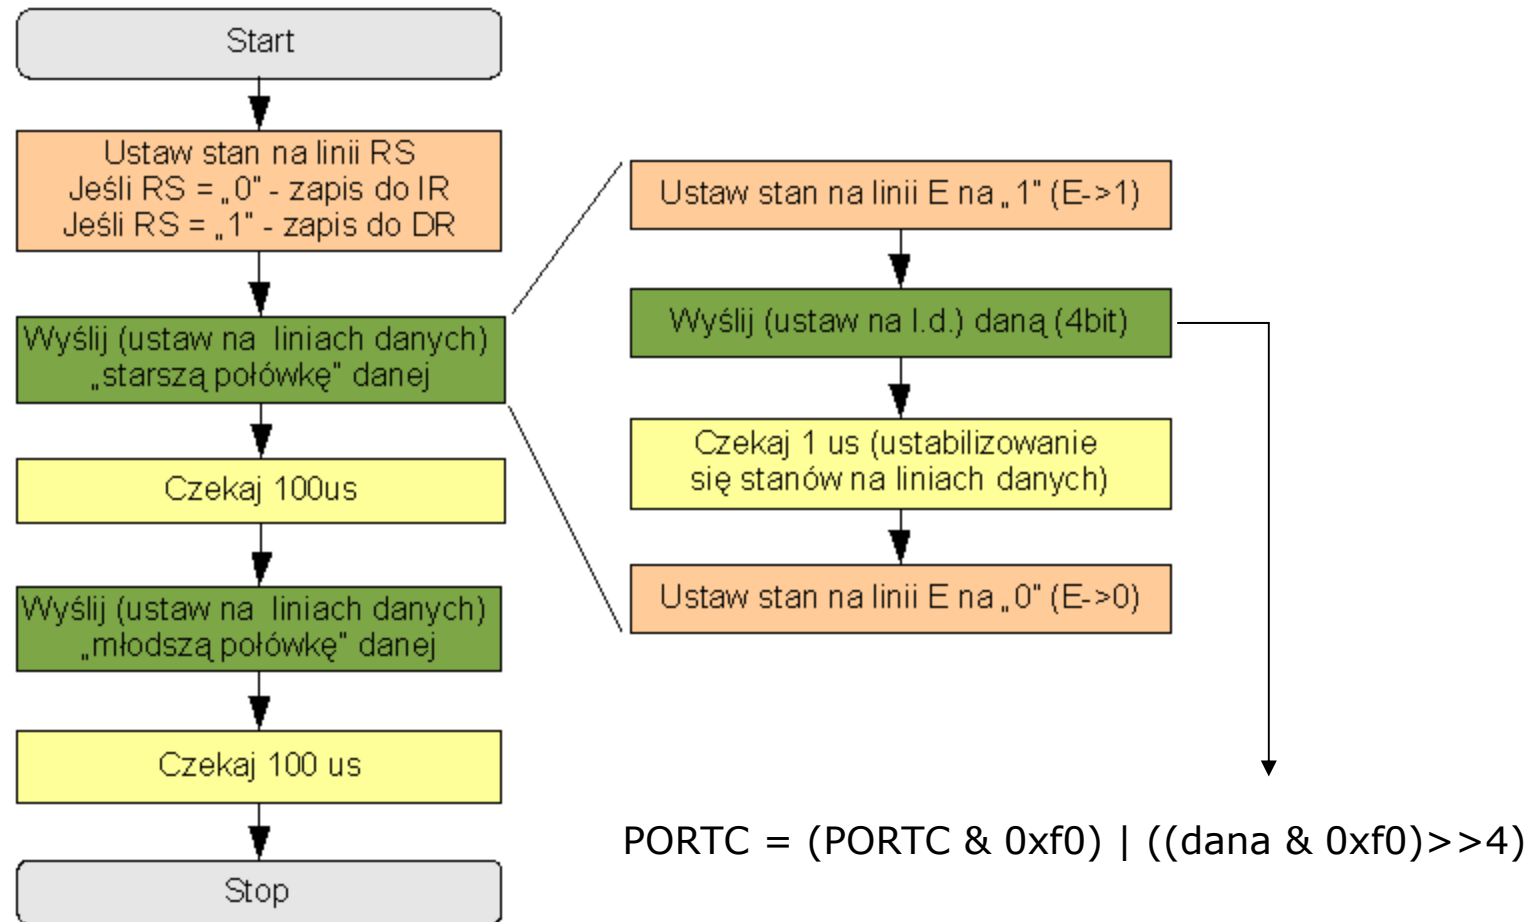 Start
Ustaw stan na linii RS
Jeśli RS = „0" - zapis do IR
Jeśli RS = „1" - zapis do DR
Wyślij (ustaw na liniach danych)
„starszą połówkę" danej
Czekaj 100us
Wyślij (ustaw na liniach danych)
„młodszą połówkę" danej
Czekaj 100 us
Stop
Ustaw stan na linii E na „1" (E->1)
Wyślij (ustaw na l.d.) daną (4bit)
Czekaj 1 us (ustabilizowanie
się stanów na liniach danych)
Ustaw stan na linii E na „0" (E->0)
PORTC = (PORTC & 0xf0) | ((dana & 0xf0)>>4)